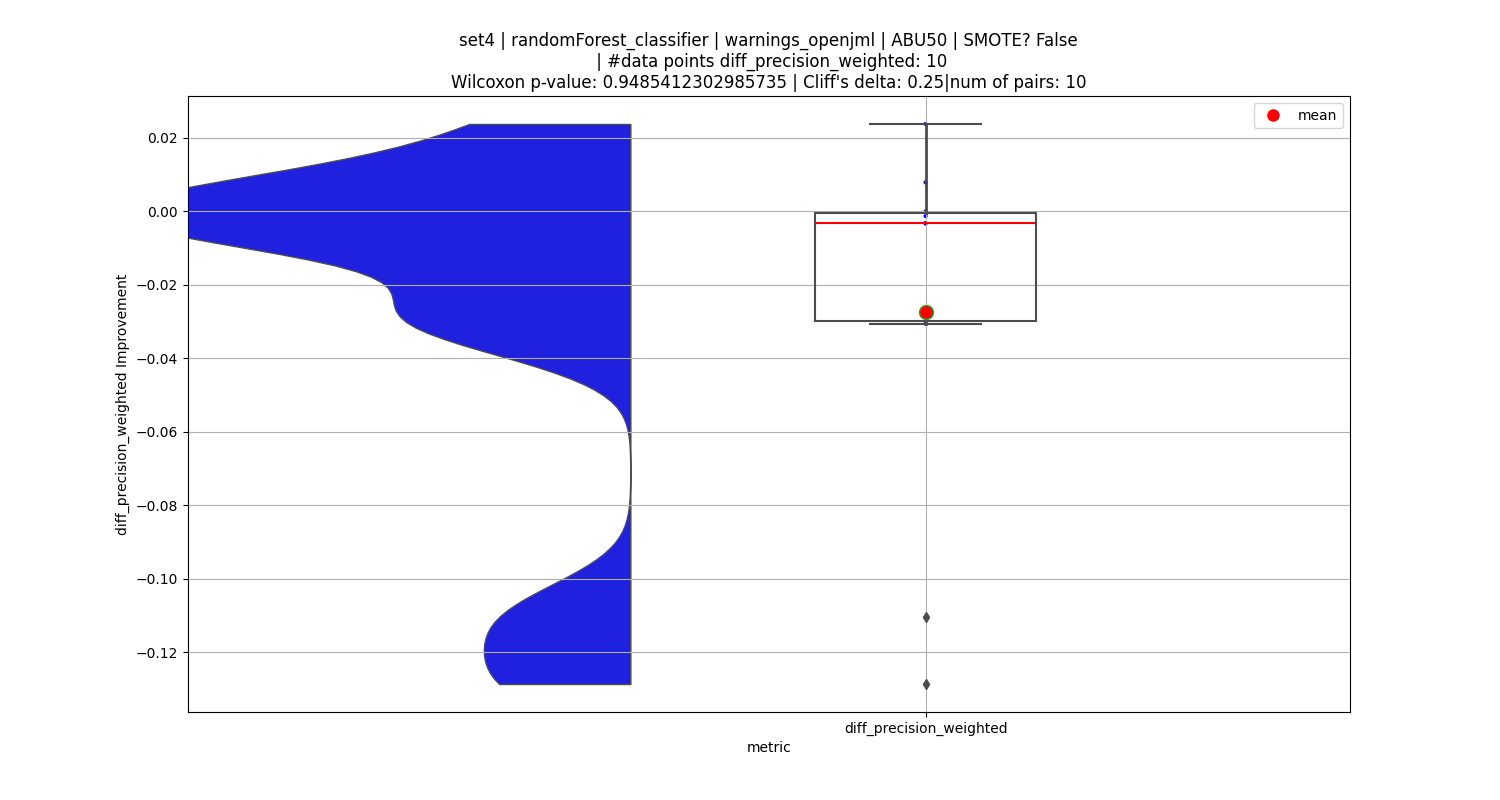 set4 | randomForest_classifier | warnings_openjml | ABU50 | SMOTE? False
| #data points diff_precision_weighted: 10
Wilcoxon p-value: 0.9485412302985735 | Cliff's delta: 0.25|num of pairs: 10
mean
0.02
0.00
−0.02
−0.04
−0.06
−0.08
−0.10
−0.12
diff_precision_weighted Improvement
diff_precision_weighted
metric